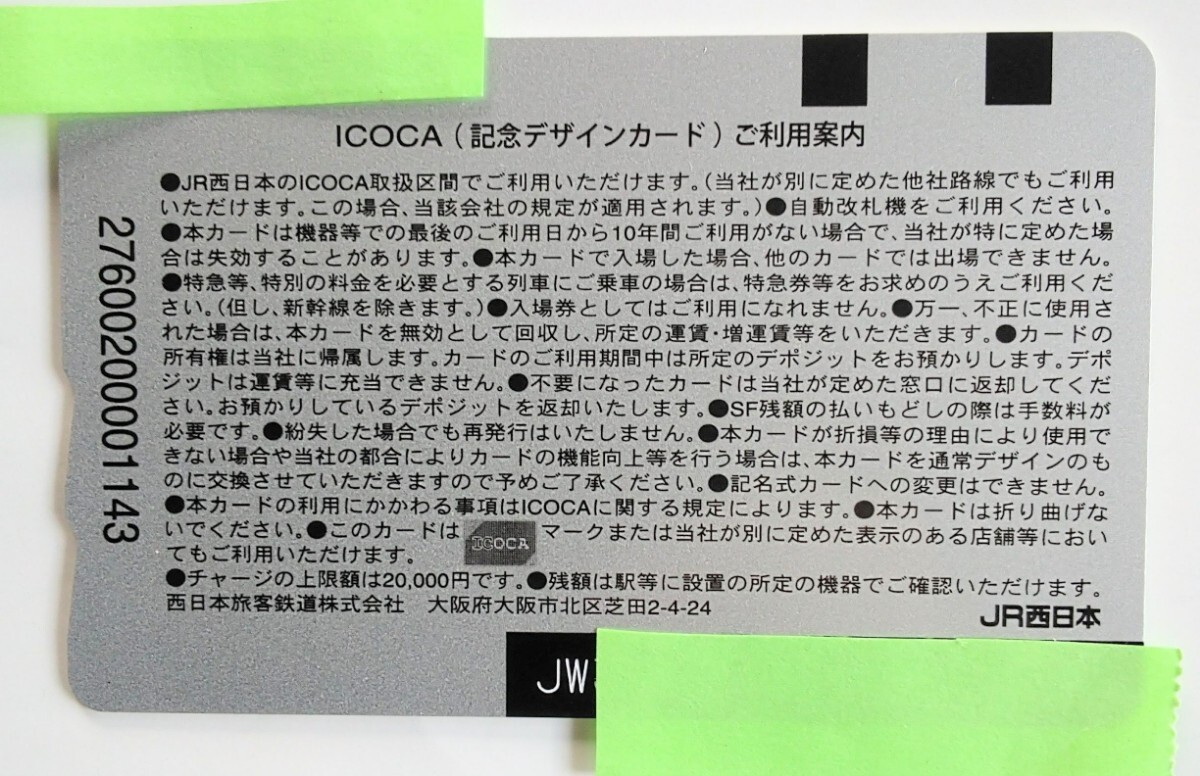 ICOCA（記念デザインカード）ご利用案内
●JR西日本のICOCA取扱区間でご利用いただけます。（当社が別に定めた他社路線でもご利用
いただけます。この場合、当該会社の規定が適用されます。）●自動改札機をご利用ください。
●本カードは機器等での最後のご利用日から10年間ご利用がない場合で、当社が特に定めた場
合は失効することがあります。●本カードで入場した場合、他のカードでは出場できません。
●特急等、特別の料金を必要とする列車にご乗車の場合は、特急券等をお求めのうえご利用くだ
さい。（但し、新幹線を除きます。）●入場券としてはご利用になれません。●万一、不正に使用さ
れた場合は、本カードを無効として回収し、所定の運賃・増運賃等をいただきます。●カードの
所有権は当社に帰属します。カードのご利用期間中は所定のデポジットをお預かりします。デポ
ジットは運賃等に充当できません。●不要になったカードは当社が定めた窓口に返却してくだ
さい。お預かりしているデポジットを返却いたします。●SF残額の払いもどしの際は手数料が
必要です。●紛失した場合でも再発行はいたしません。●本カードが折損等の理由により使用で
きない場合や当社の都合によりカードの機能向上等を行う場合は、本カードを通常デザインのも
のに交換させていただきますので予めご了承ください。●記名式カードへの変更はできません。
●本カードの利用にかかわる事項はICOCAに関する規定によります。●本カードは折り曲げな
いでください。●このカードは ICOCA マークまたは当社が別に定めた表示のある店舗等におい
てもご利用いただけます。
●チャージの上限額は20,000円です。●残額は駅等に設置の所定の機器でご確認いただけます。
西日本旅客鉄道株式会社　大阪府大阪市北区芝田2-4-24
JR西日本
2760020000001143
JW